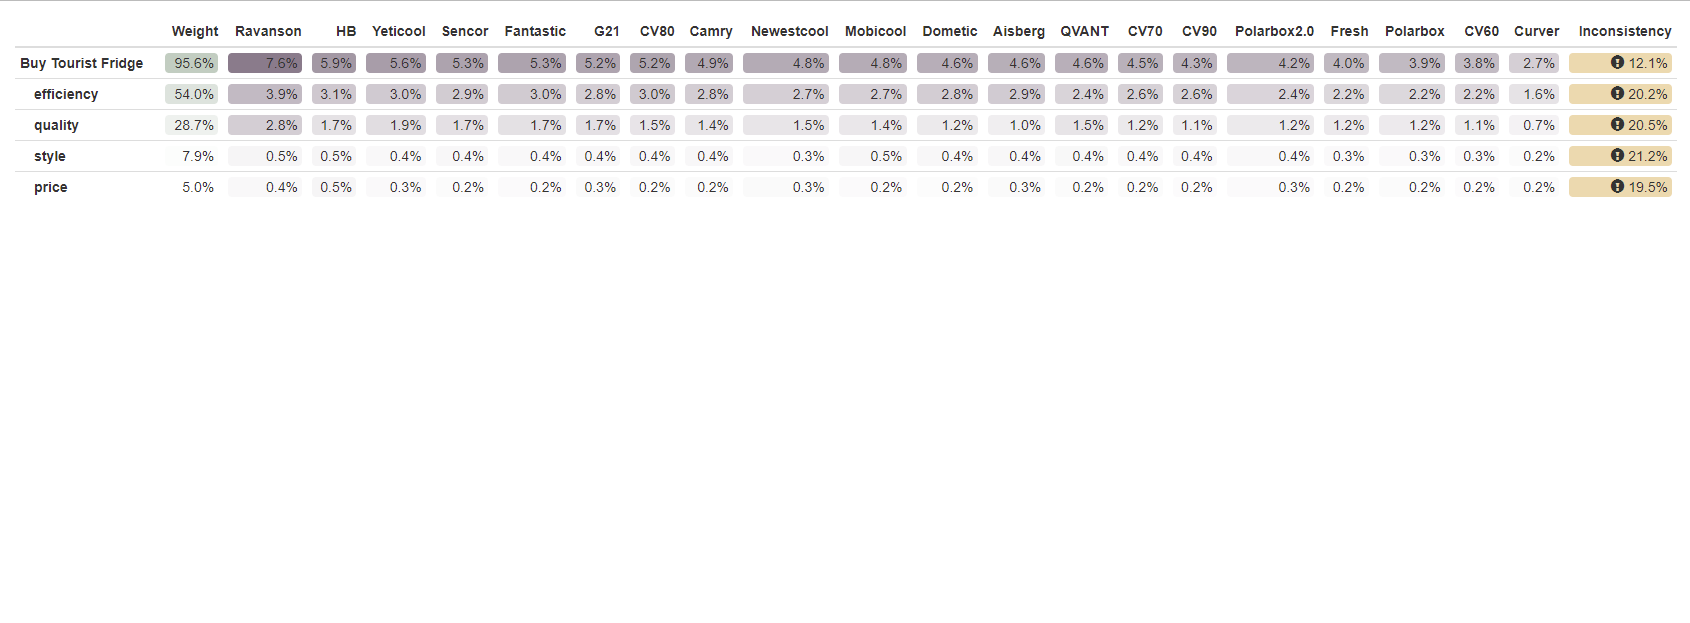 Weight Ravanson HB Yeticool Sencor Fantastic G21 CV80 Camry Newestcool Mobicool Dometic Aisberg QVANT CV70 CV90 Polarbox2.0 Fresh Polarbox CV60 Curver Inconsistency
Buy Tourist Fridge 95.6% 7.6% 5.9% 5.6% 5.3% 5.3% 5.2% 5.2% 4.9% 4.8% 4.8% 4.6% 4.6% 4.6% 4.5% 4.3% 4.2% 4.0% 3.9% 3.8% 2.7% 12.1%
efficiency 54.0% 3.9% 3.1% 3.0% 2.9% 3.0% 2.8% 3.0% 2.8% 2.7% 2.7% 2.8% 2.9% 2.4% 2.6% 2.6% 2.4% 2.2% 2.2% 2.2% 1.6% 20.2%
quality 28.7% 2.8% 1.7% 1.9% 1.7% 1.7% 1.7% 1.5% 1.4% 1.5% 1.4% 1.2% 1.0% 1.5% 1.2% 1.1% 1.2% 1.2% 1.2% 1.1% 0.7% 20.5%
style 7.9% 0.5% 0.5% 0.4% 0.4% 0.4% 0.4% 0.4% 0.4% 0.3% 0.5% 0.4% 0.4% 0.4% 0.4% 0.4% 0.4% 0.3% 0.3% 0.3% 0.2% 21.2%
price 5.0% 0.4% 0.5% 0.3% 0.2% 0.2% 0.3% 0.2% 0.2% 0.3% 0.2% 0.2% 0.3% 0.2% 0.2% 0.2% 0.3% 0.2% 0.2% 0.2% 0.2% 19.5%